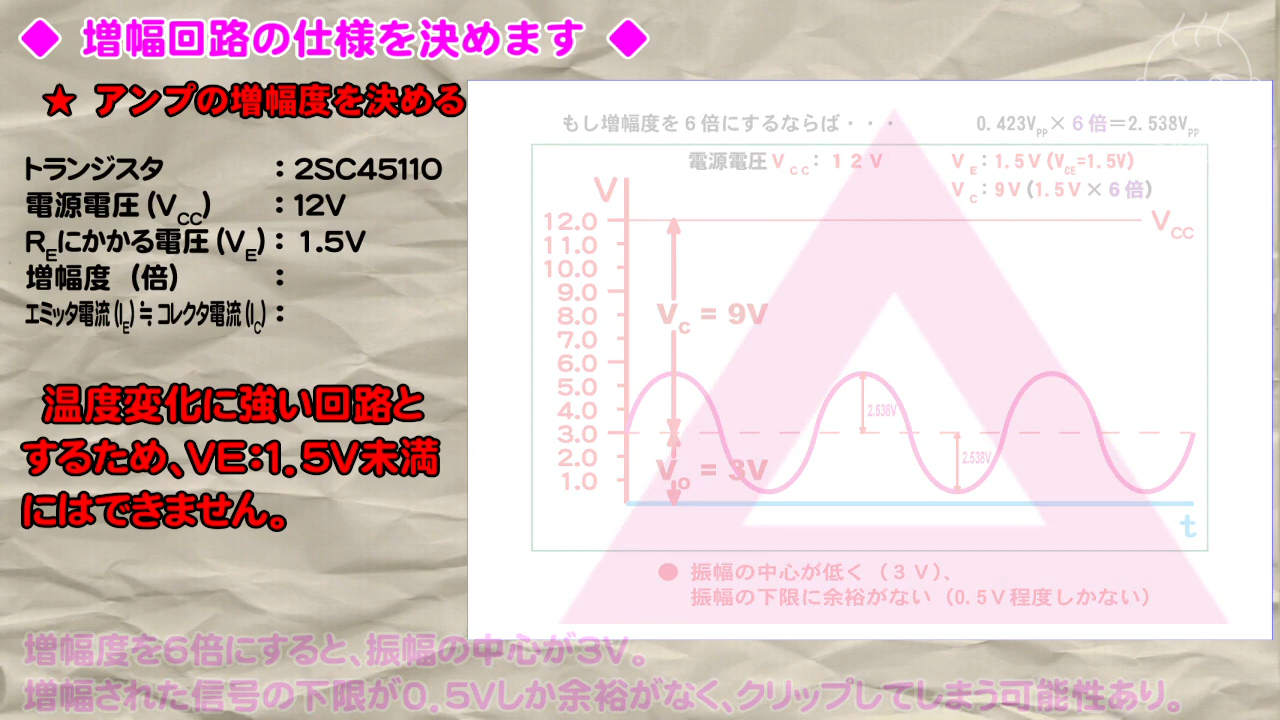 ◆ 増幅回路の仕様を決めます ◆
★ アンプの増幅度を決める
トランジスタ : 2SC45110
電源電圧(VCC) : 12V
REにかかる電圧(VE) : 1.5V
増幅度 (倍) :
エミッタ電流(IE)≒コレクタ電流(IC) :
温度変化に強い回路と
するため、VE:1.5V未満
にはできません。
もし増幅度を6倍にするならば・・・ 0.423VPP×6倍=2.538VPP
電源電圧VCC: 12V VE:1.5V(VCE=1.5V)
VC:9V(1.5V×6倍)
V
12.0
VCC
11.0
10.0
9.0
8.0
VC = 9V
7.0
6.0
5.0
4.0
2.538V
3.0
2.0
2.538V
1.0
Vo = 3V
t
● 振幅の中心が低く(3V)、
振幅の下限に余裕がない(0.5V程度しかない)
増幅度を6倍にすると、振幅の中心が3V。
増幅された信号の下限が0.5Vしか余裕がなく、クリップしてしまう可能性あり。